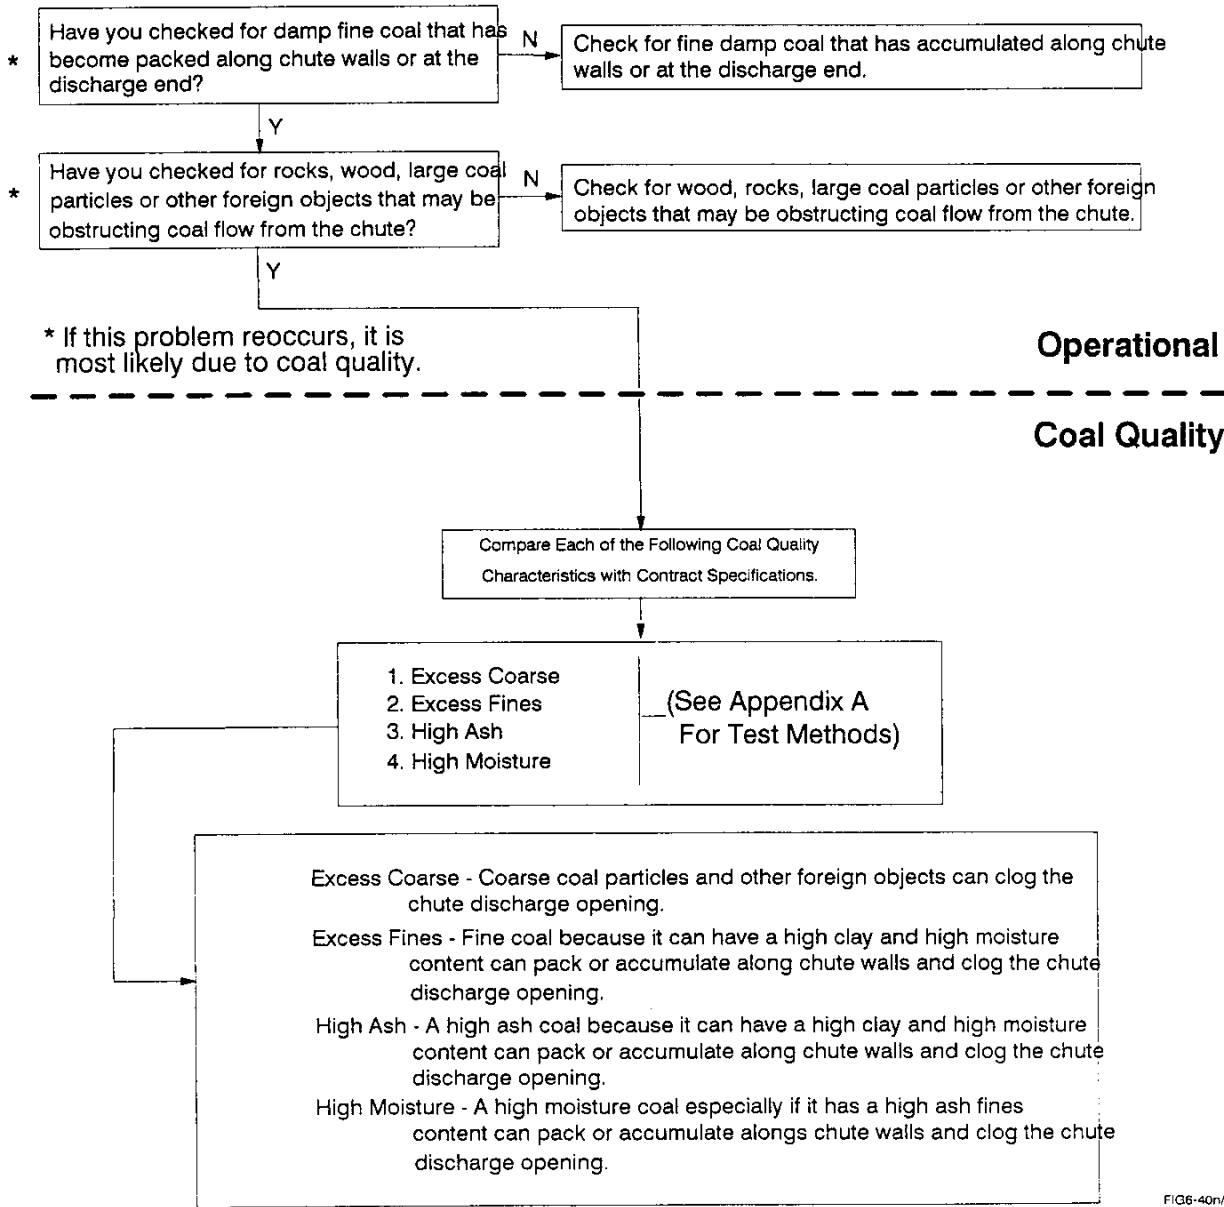 Have you checked for damp fine coal that has
* become packed along chute walls or at the
discharge end?
N
Check for fine damp coal that has accumulated along chute
walls or at the discharge end.
Y
Have you checked for rocks, wood, large coal
* particles or other foreign objects that may be
obstructing coal flow from the chute?
N
Check for wood, rocks, large coal particles or other foreign
objects that may be obstructing coal flow from the chute.
Y
* If this problem reoccurs, it is
most likely due to coal quality.
Operational
Coal Quality
Compare Each of the Following Coal Quality
Characteristics with Contract Specifications.
1. Excess Coarse
2. Excess Fines
3. High Ash
4. High Moisture
(See Appendix A
For Test Methods)
Excess Coarse - Coarse coal particles and other foreign objects can clog the
chute discharge opening.
Excess Fines - Fine coal because it can have a high clay and high moisture
content can pack or accumulate along chute walls and clog the chute
discharge opening.
High Ash - A high ash coal because it can have a high clay and high moisture
content can pack or accumulate along chute walls and clog the chute
discharge opening.
High Moisture - A high moisture coal especially if it has a high ash fines
content can pack or accumulate alongs chute walls and clog the chute
discharge opening.
FIG6-40n/